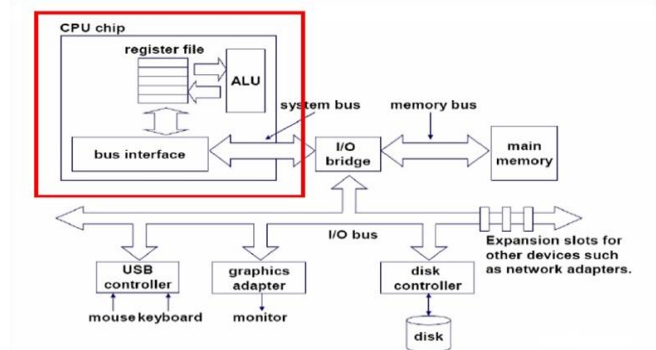 CPU chip
register file
ALU
system bus
memory bus
bus interface
I/O
bridge
main
memory
I/O bus
Expansion slots for
other devices such
as network adapters.
USB
controller
graphics
adapter
disk
controller
mouse keyboard
monitor
disk